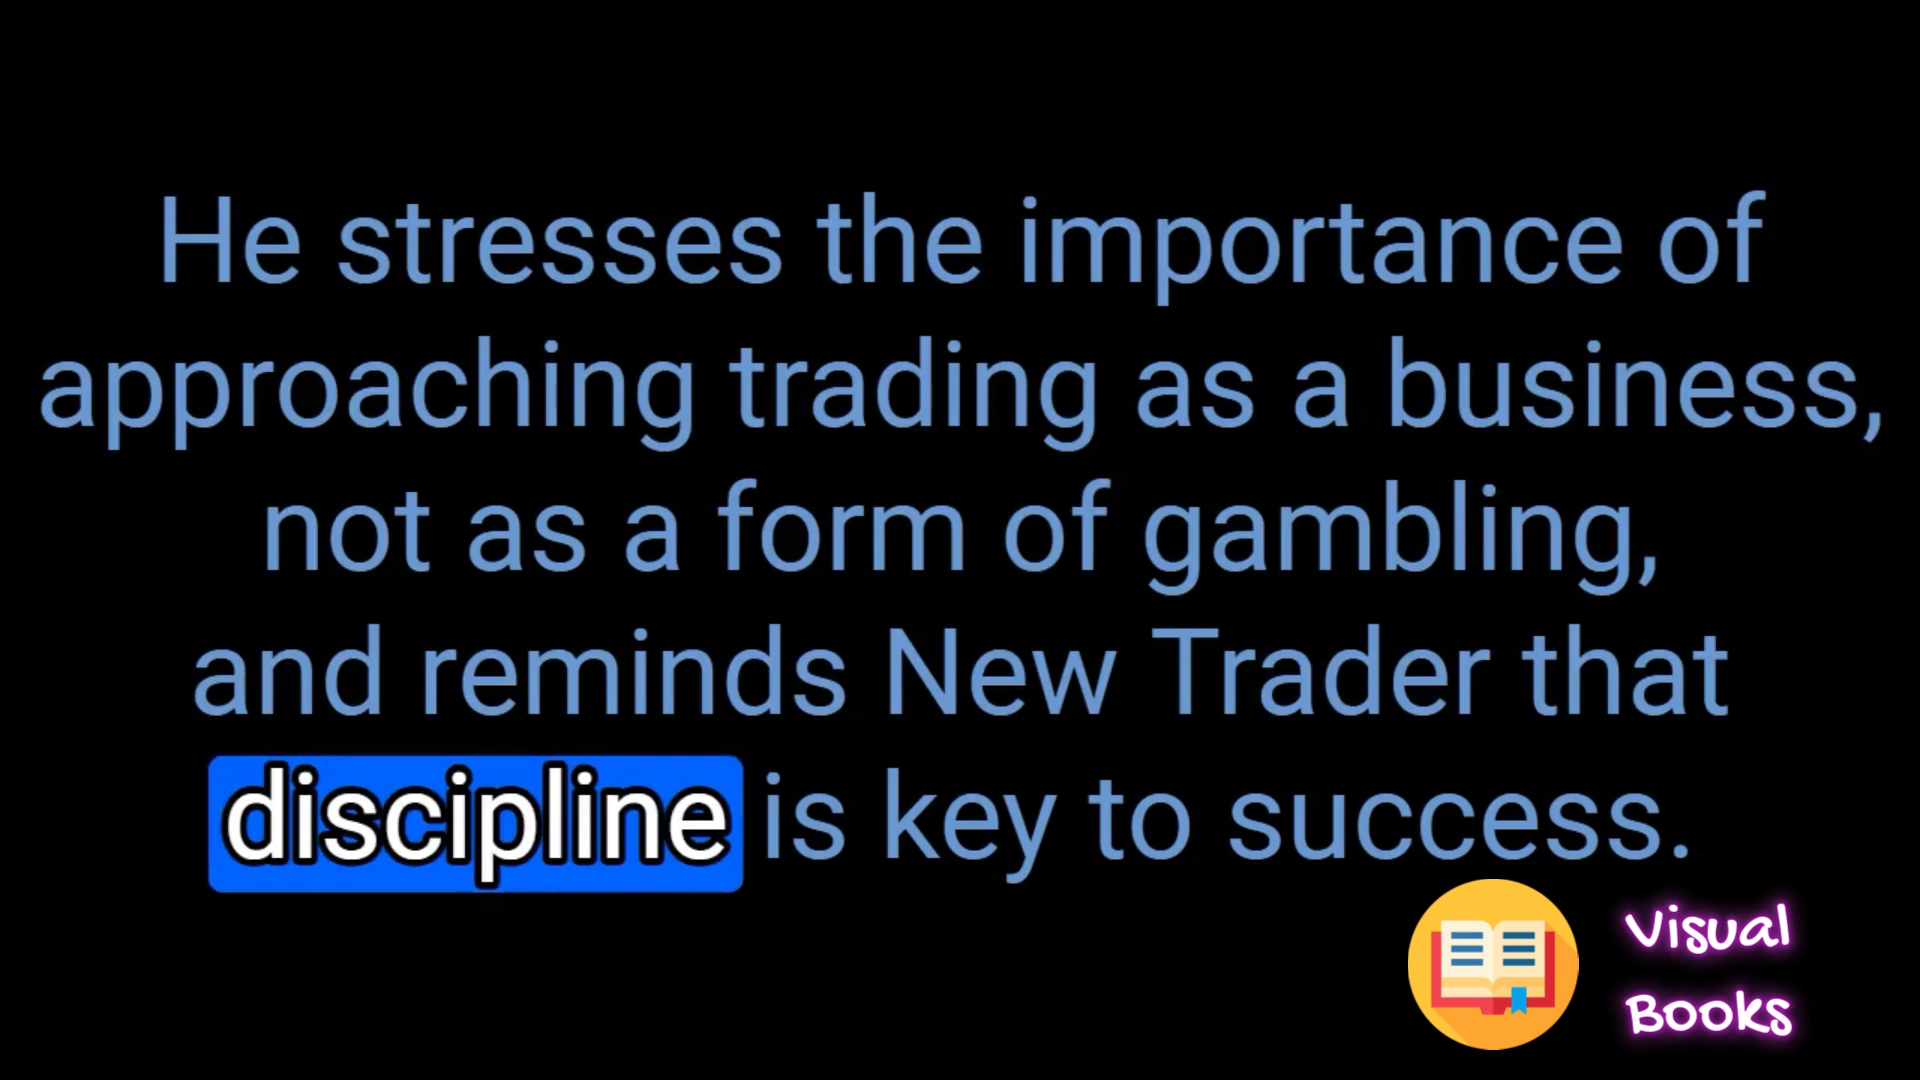 He stresses the importance of
approaching trading as a business,
not as a form of gambling,
and reminds New Trader that
discipline is key to success.
Visual
Books